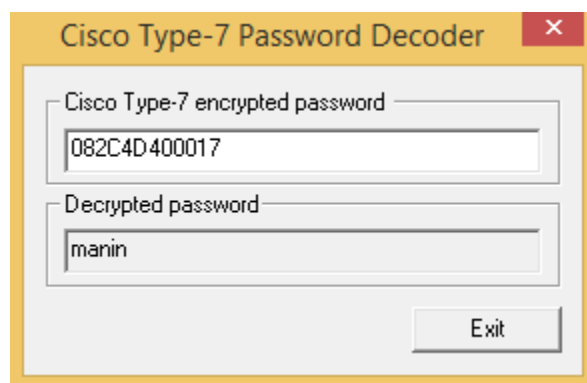 Cisco Type-7 Password Decoder
Cisco Type-7 encrypted password
082C4D400017
Decrypted password
manin
Exit